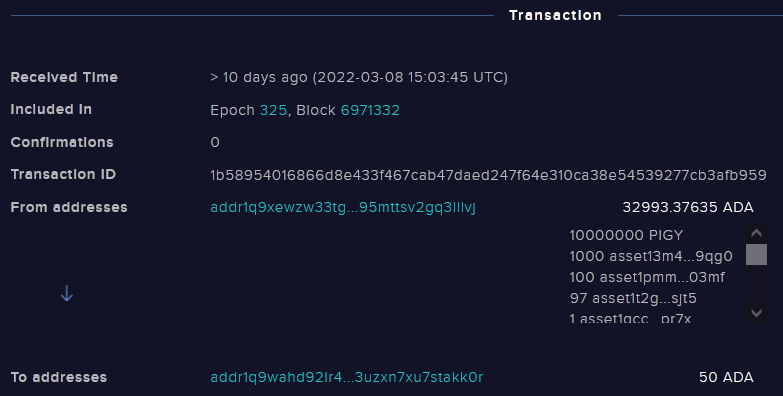 Transaction
Received Time > 10 days ago (2022-03-08 15:03:45 UTC)
Included In Epoch 325, Block 6971332
Confirmations 0
Transaction ID 1b58954016866d8e433f467cab47daed247f64e310ca38e54539277cb3afb959
From addresses addr1q9xewzw33tg...95mttsv2gq3lllvj 32993.37635 ADA
10000000 PIGY
1000 asset13m4...9qg0
100 asset1pmm...03mf
97 asset1t2g...sjt5
1 asset1qcc...pr7x
To addresses addr1q9wahd92lr4...3uzxn7xu7stakk0r 50 ADA